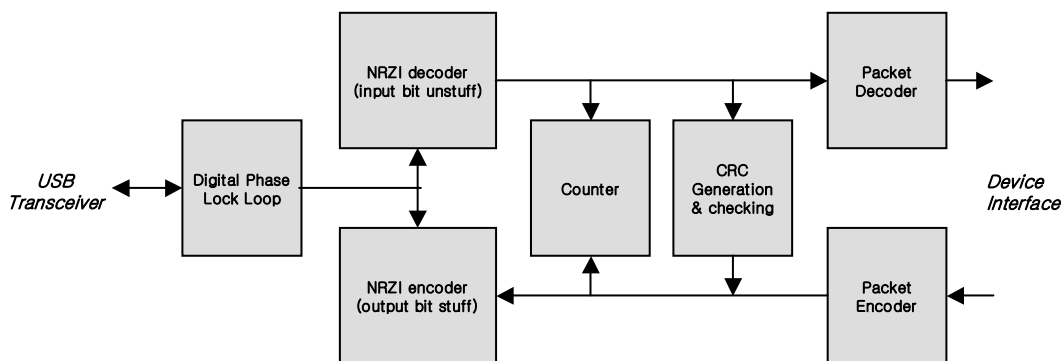 NRZI decoder
(input bit unstuff)
Packet
Decoder
USB
Transceiver
Digital Phase
Lock Loop
Counter
CRC
Generation
& checking
Device
Interface
NRZI encoder
(output bit stuff)
Packet
Encoder